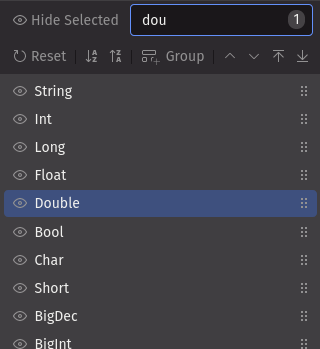 Hide Selected
dou
1
Reset
Group
String
Int
Long
Float
Double
Bool
Char
Short
BigDec
BigInt